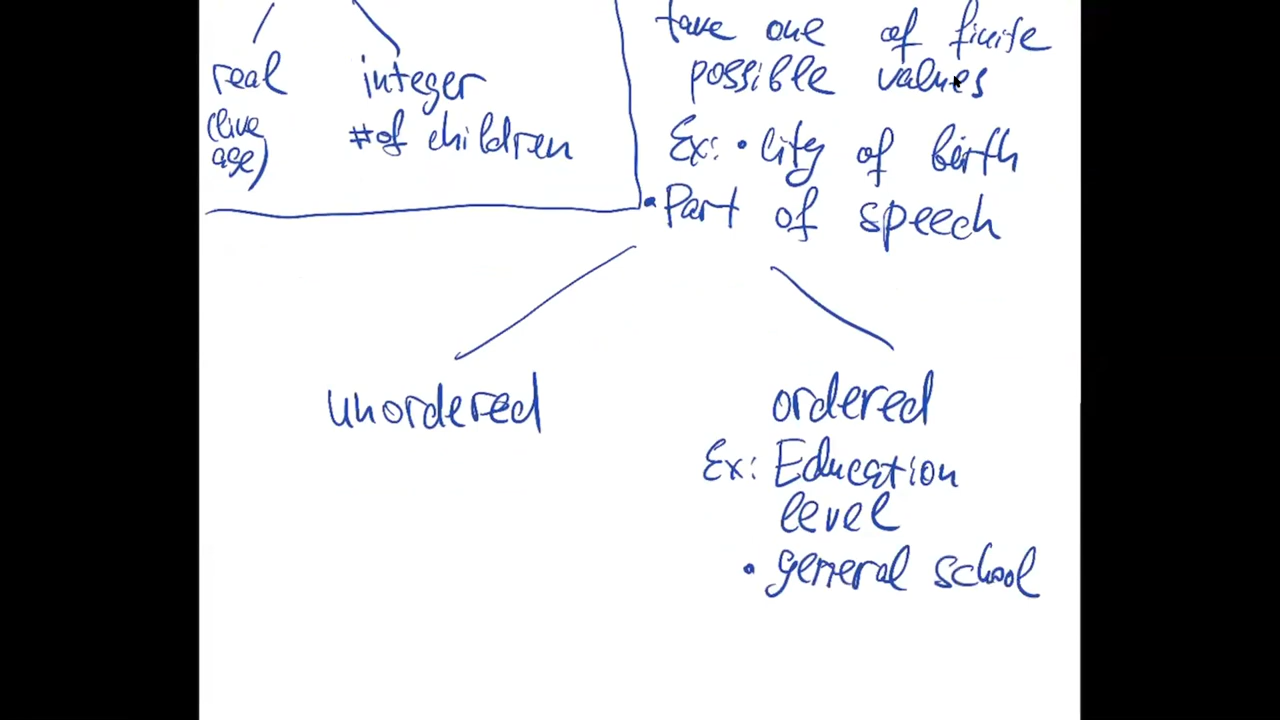 real
(live
age)
integer
#of children
take one of finite
possible values
Ex: • City of birth
• Part of speech
unordered
ordered
Ex: Education
level
• general school